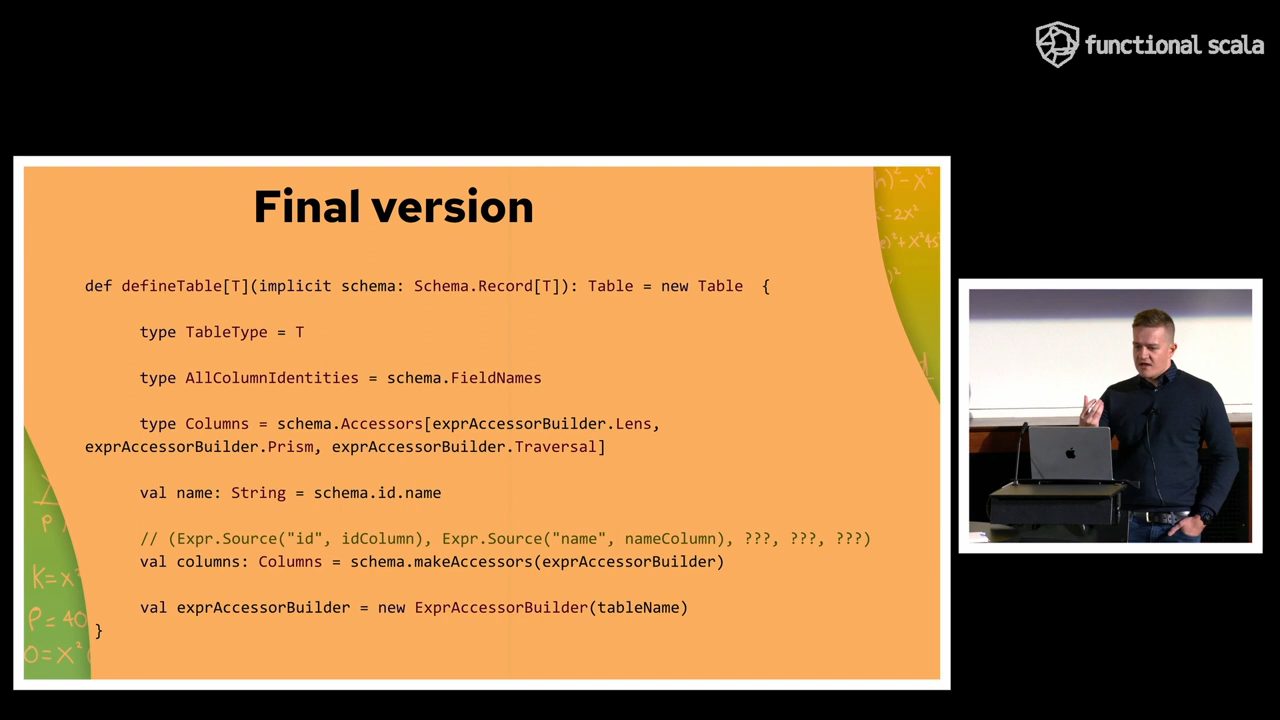 functional scala
Final version
def defineTable[T](implicit schema: Schema.Record[T]): Table = new Table  {
type TableType = T
type AllColumnIdentities = schema.FieldNames
type Columns = schema.Accessors[exprAccessorBuilder.Lens,
exprAccessorBuilder.Prism, exprAccessorBuilder.Traversal]
val name: String = schema.id.name
// (Expr.Source("id", idColumn), Expr.Source("name", nameColumn), ???, ???, ???)
val columns: Columns = schema.makeAccessors(exprAccessorBuilder)
val exprAccessorBuilder = new ExprAccessorBuilder(tableName)
}